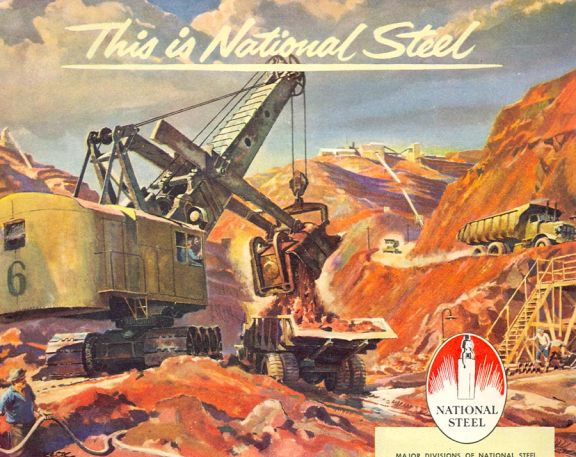 This is National Steel
6
NATIONAL
STEEL
MAJOR DIVISIONS OF NATIONAL STEEL